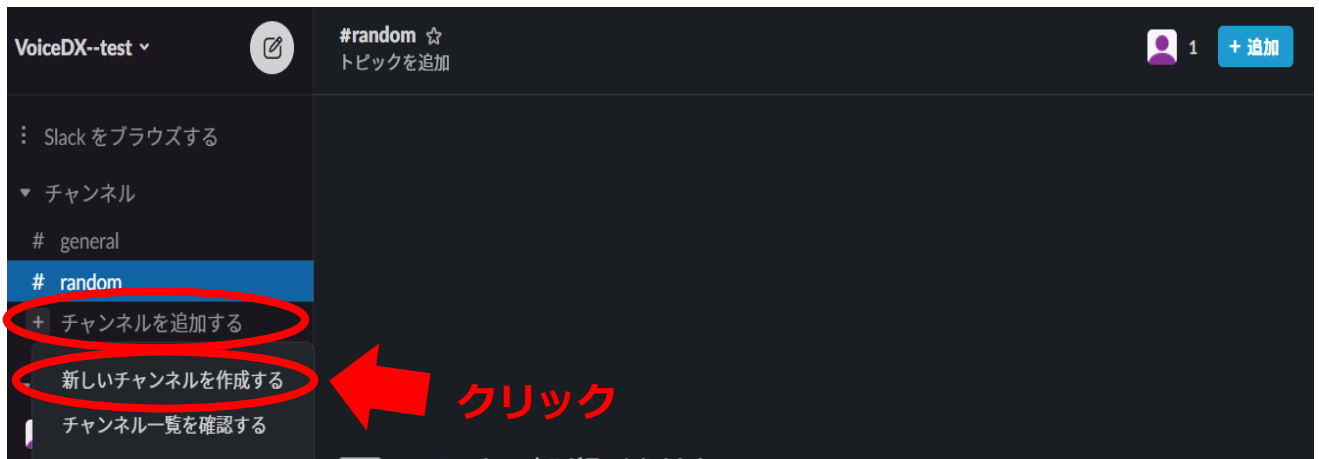 VoiceDX--test
#random
トピックを追加
1
+ 追加
Slack をブラウズする
チャンネル
# general
# random
+ チャンネルを追加する
新しいチャンネルを作成する
クリック
チャンネル一覧を確認する